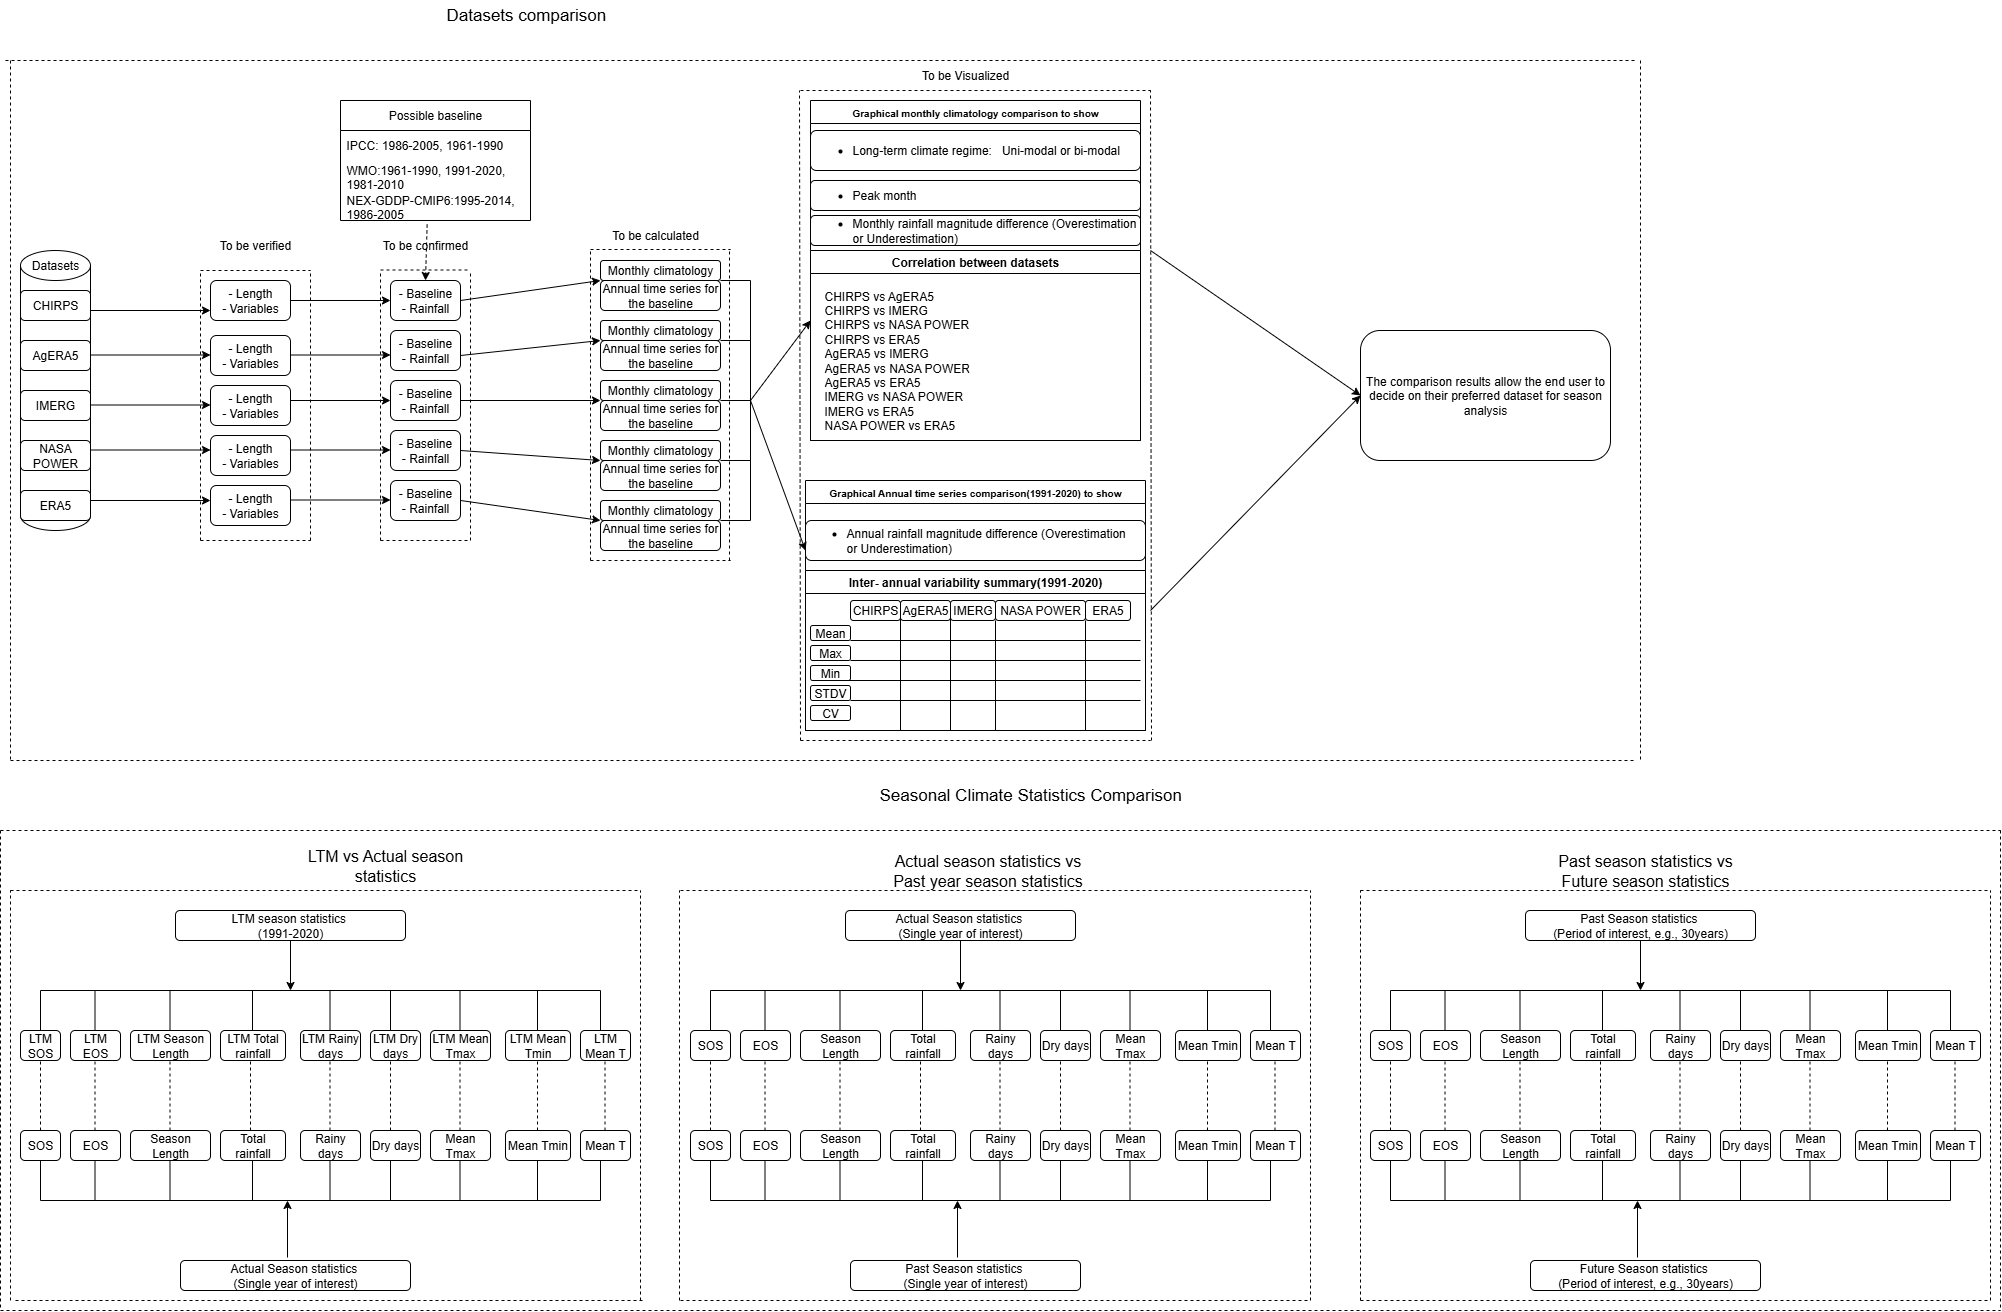 Datasets comparison
To be Visualized
Possible baseline
IPCC: 1986-2005, 1961-1990
WMO:1961-1990, 1991-2020,
1981-2010
NEX-GDDP-CMIP6:1995-2014,
1986-2005
To be verified
To be confirmed
To be calculated
Datasets
CHIRPS
AgERA5
IMERG
NASA
POWER
ERA5
- Length
- Variables
- Length
- Variables
- Length
- Variables
- Length
- Variables
- Length
- Variables
- Baseline
- Rainfall
- Baseline
- Rainfall
- Baseline
- Rainfall
- Baseline
- Rainfall
- Baseline
- Rainfall
Monthly climatology
Annual time series for
the baseline
Monthly climatology
Annual time series for
the baseline
Monthly climatology
Annual time series for
the baseline
Monthly climatology
Annual time series for
the baseline
Monthly climatology
Annual time series for
the baseline
Graphical monthly climatology comparison to show
• Long-term climate regime: Uni-modal or bi-modal
• Peak month
• Monthly rainfall magnitude difference (Overestimation
or Underestimation)
Correlation between datasets
CHIRPS vs AgERA5
CHIRPS vs IMERG
CHIRPS vs NASA POWER
CHIRPS vs ERA5
AgERA5 vs IMERG
AgERA5 vs NASA POWER
AgERA5 vs ERA5
IMERG vs NASA POWER
IMERG vs ERA5
NASA POWER vs ERA5
Graphical Annual time series comparison(1991-2020) to show
• Annual rainfall magnitude difference (Overestimation
or Underestimation)
Inter- annual variability summary(1991-2020)
CHIRPS AgERA5 IMERG NASA POWER ERA5
Mean
Max
Min
STDV
CV
The comparison results allow the end user to
decide on their preferred dataset for season
analysis
Seasonal Climate Statistics Comparison
LTM vs Actual season
statistics
LTM season statistics
(1991-2020)
LTM
SOS
LTM
EOS
LTM Season
Length
LTM Total
rainfall
LTM Rainy
days
LTM Dry
days
LTM Mean
Tmax
LTM Mean
Tmin
LTM
Mean T
SOS
EOS
Season
Length
Total
rainfall
Rainy
days
Dry days
Mean
Tmax
Mean Tmin
Mean T
Actual Season statistics
(Single year of interest)
Actual season statistics vs
Past year season statistics
Actual Season statistics
(Single year of interest)
SOS
EOS
Season
Length
Total
rainfall
Rainy
days
Dry days
Mean
Tmax
Mean Tmin
Mean T
SOS
EOS
Season
Length
Total
rainfall
Rainy
days
Dry days
Mean
Tmax
Mean Tmin
Mean T
Past Season statistics
(Single year of interest)
Past season statistics vs
Future season statistics
Past Season statistics
(Period of interest, e.g., 30years)
SOS
EOS
Season
Length
Total
rainfall
Rainy
days
Dry days
Mean
Tmax
Mean Tmin
Mean T
SOS
EOS
Season
Length
Total
rainfall
Rainy
days
Dry days
Mean
Tmax
Mean Tmin
Mean T
Future Season statistics
(Period of interest, e.g., 30years)